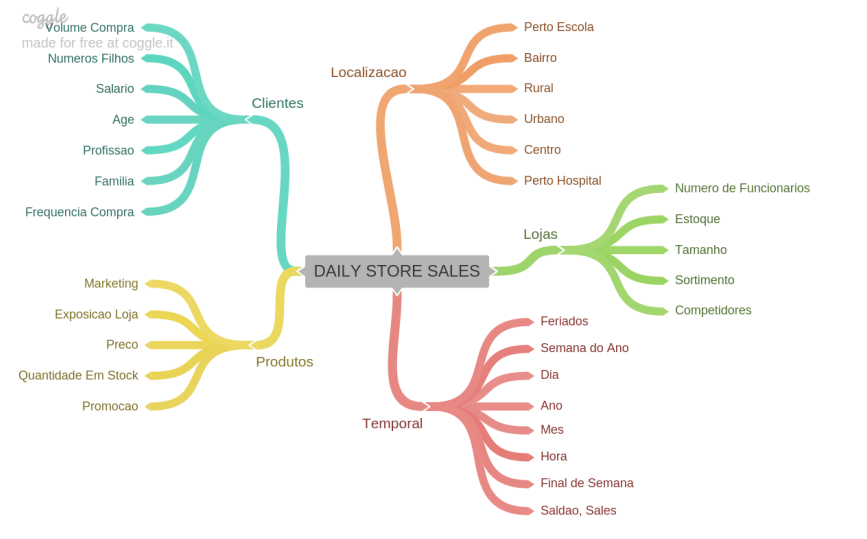 coggle
made for free at coggle.it
Volume Compra
Numeros Filhos
Salario
Age
Profissao
Familia
Frequencia Compra
Clientes
Localizacao
Perto Escola
Bairro
Rural
Urbano
Centro
Perto Hospital
Lojas
Numero de Funcionarios
Estoque
Tamanho
Sortimento
Competidores
DAILY STORE SALES
Marketing
Exposicao Loja
Preco
Quantidade Em Stock
Promocao
Produtos
Temporal
Feriados
Semana do Ano
Dia
Ano
Mes
Hora
Final de Semana
Saldao, Sales